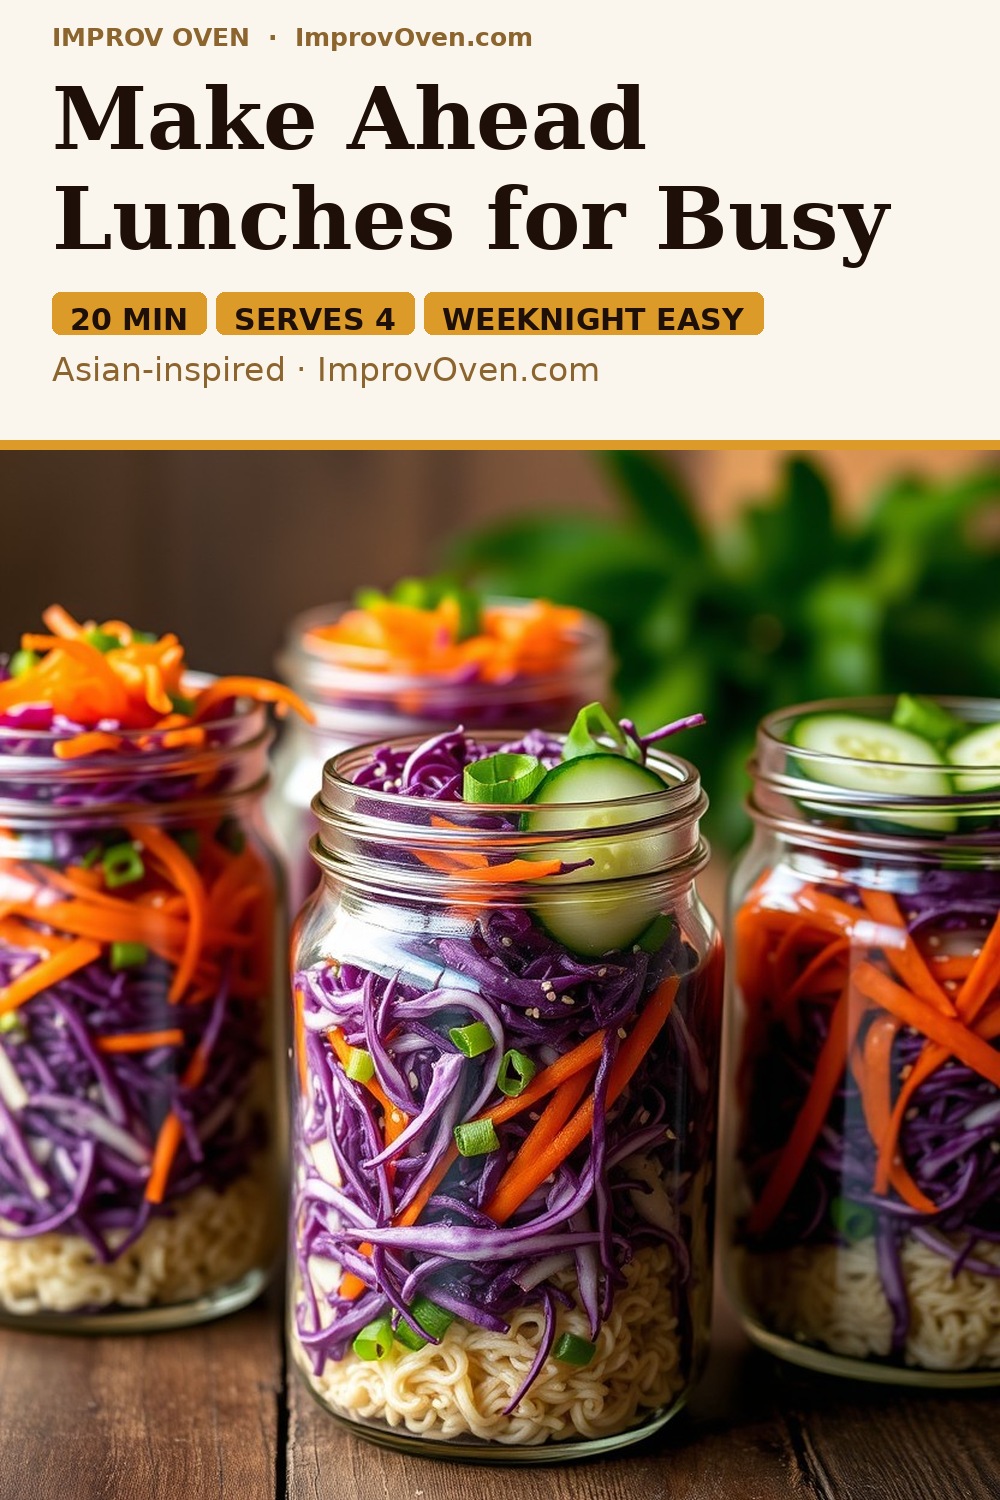 IMPROV OVEN · ImprovOven.com
Make Ahead
Lunches for Busy
20 MIN SERVES 4 WEEKNIGHT EASY
Asian-inspired · ImprovOven.com